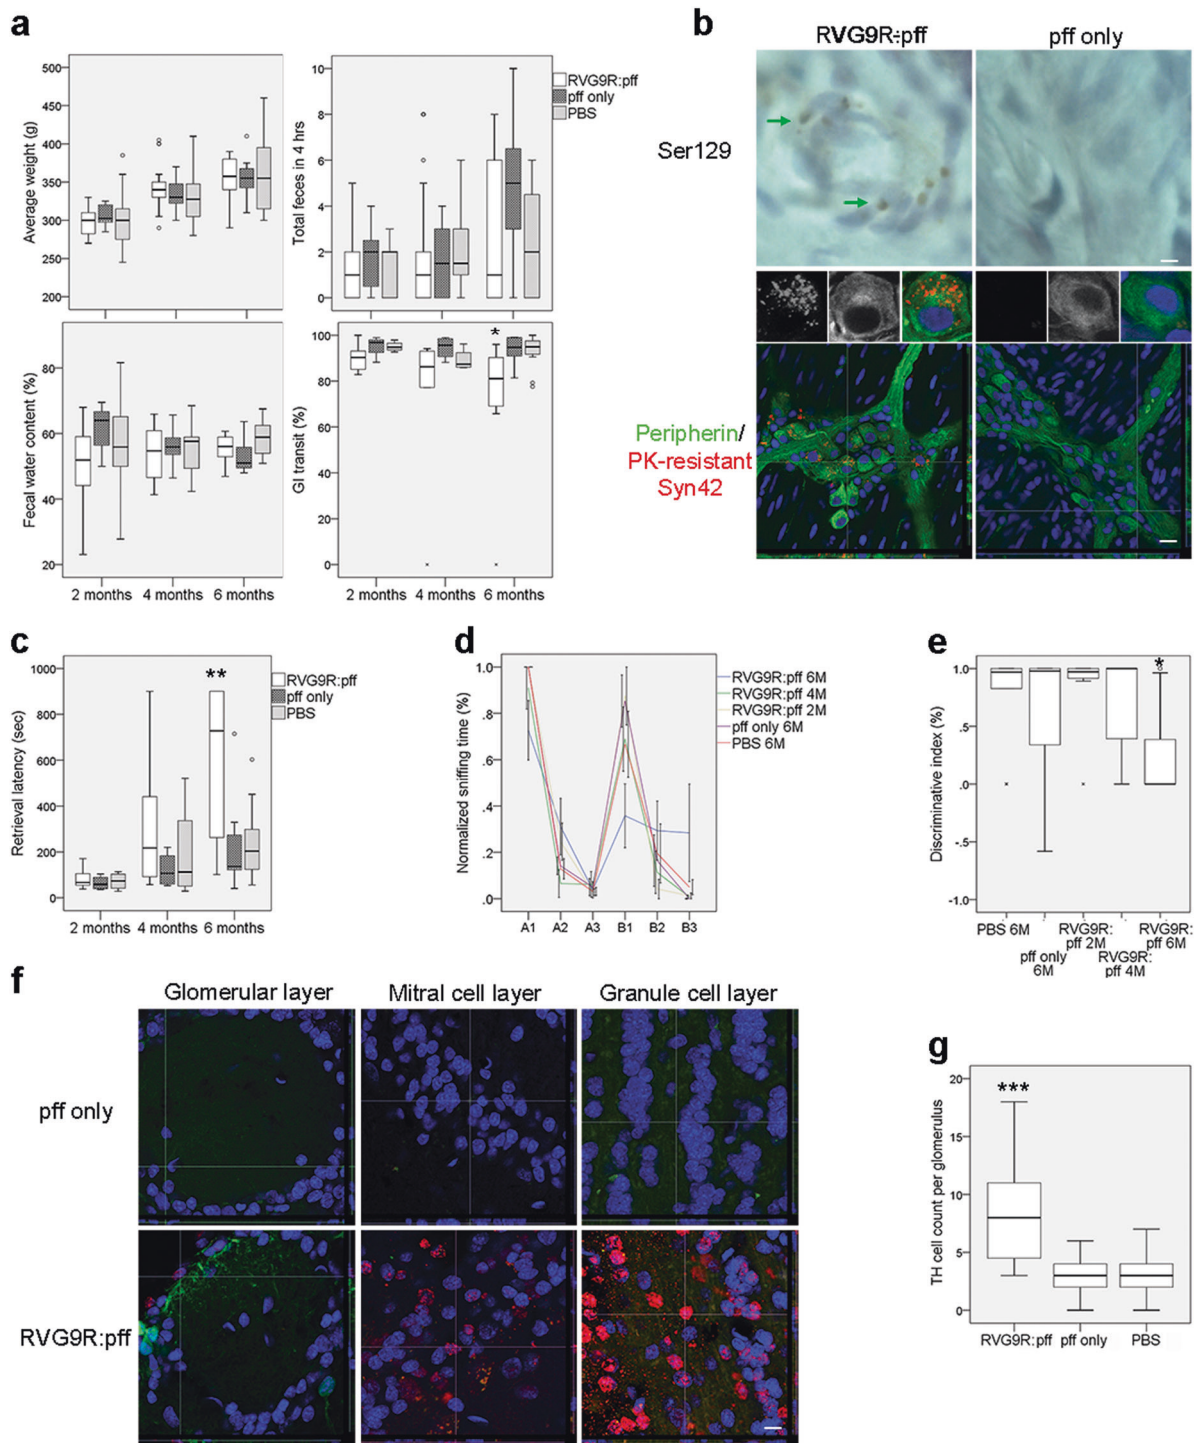 a
500
450
400
350
300
250
200
Average weight (g)
10
8
6
4
2
0
Total feces in 4 hrs
RVG9R:pff
pff only
PBS
80
60
40
20
Fecal water content (%)
2 months
4 months
6 months
100
80
60
40
20
0
GI transit (%)
*
2 months
4 months
6 months
b
RVG9R:pff
pff only
Ser129
Peripherin/
PK-resistant
Syn42
c
1000
800
600
400
200
0
Retrieval latency (sec)
**
RVG9R:pff
pff only
PBS
2 months
4 months
6 months
d
1.0
.8
.6
.4
.2
.0
Normalized sniffing time (%)
A1
A2
A3
B1
B2
B3
RVG9R:pff 6M
RVG9R:pff 4M
RVG9R:pff 2M
pff only 6M
PBS 6M
e
1.0
.5
.0
-.5
-1.0
Discriminative index (%)
*
PBS 6M
pff only
6M
RVG9R:
pff 2M
RVG9R:
pff 4M
RVG9R:
pff 6M
f
Glomerular layer
Mitral cell layer
Granule cell layer
pff only
RVG9R:pff
g
20
15
10
5
0
TH cell count per glomerulus
***
RVG9R:pff
pff only
PBS